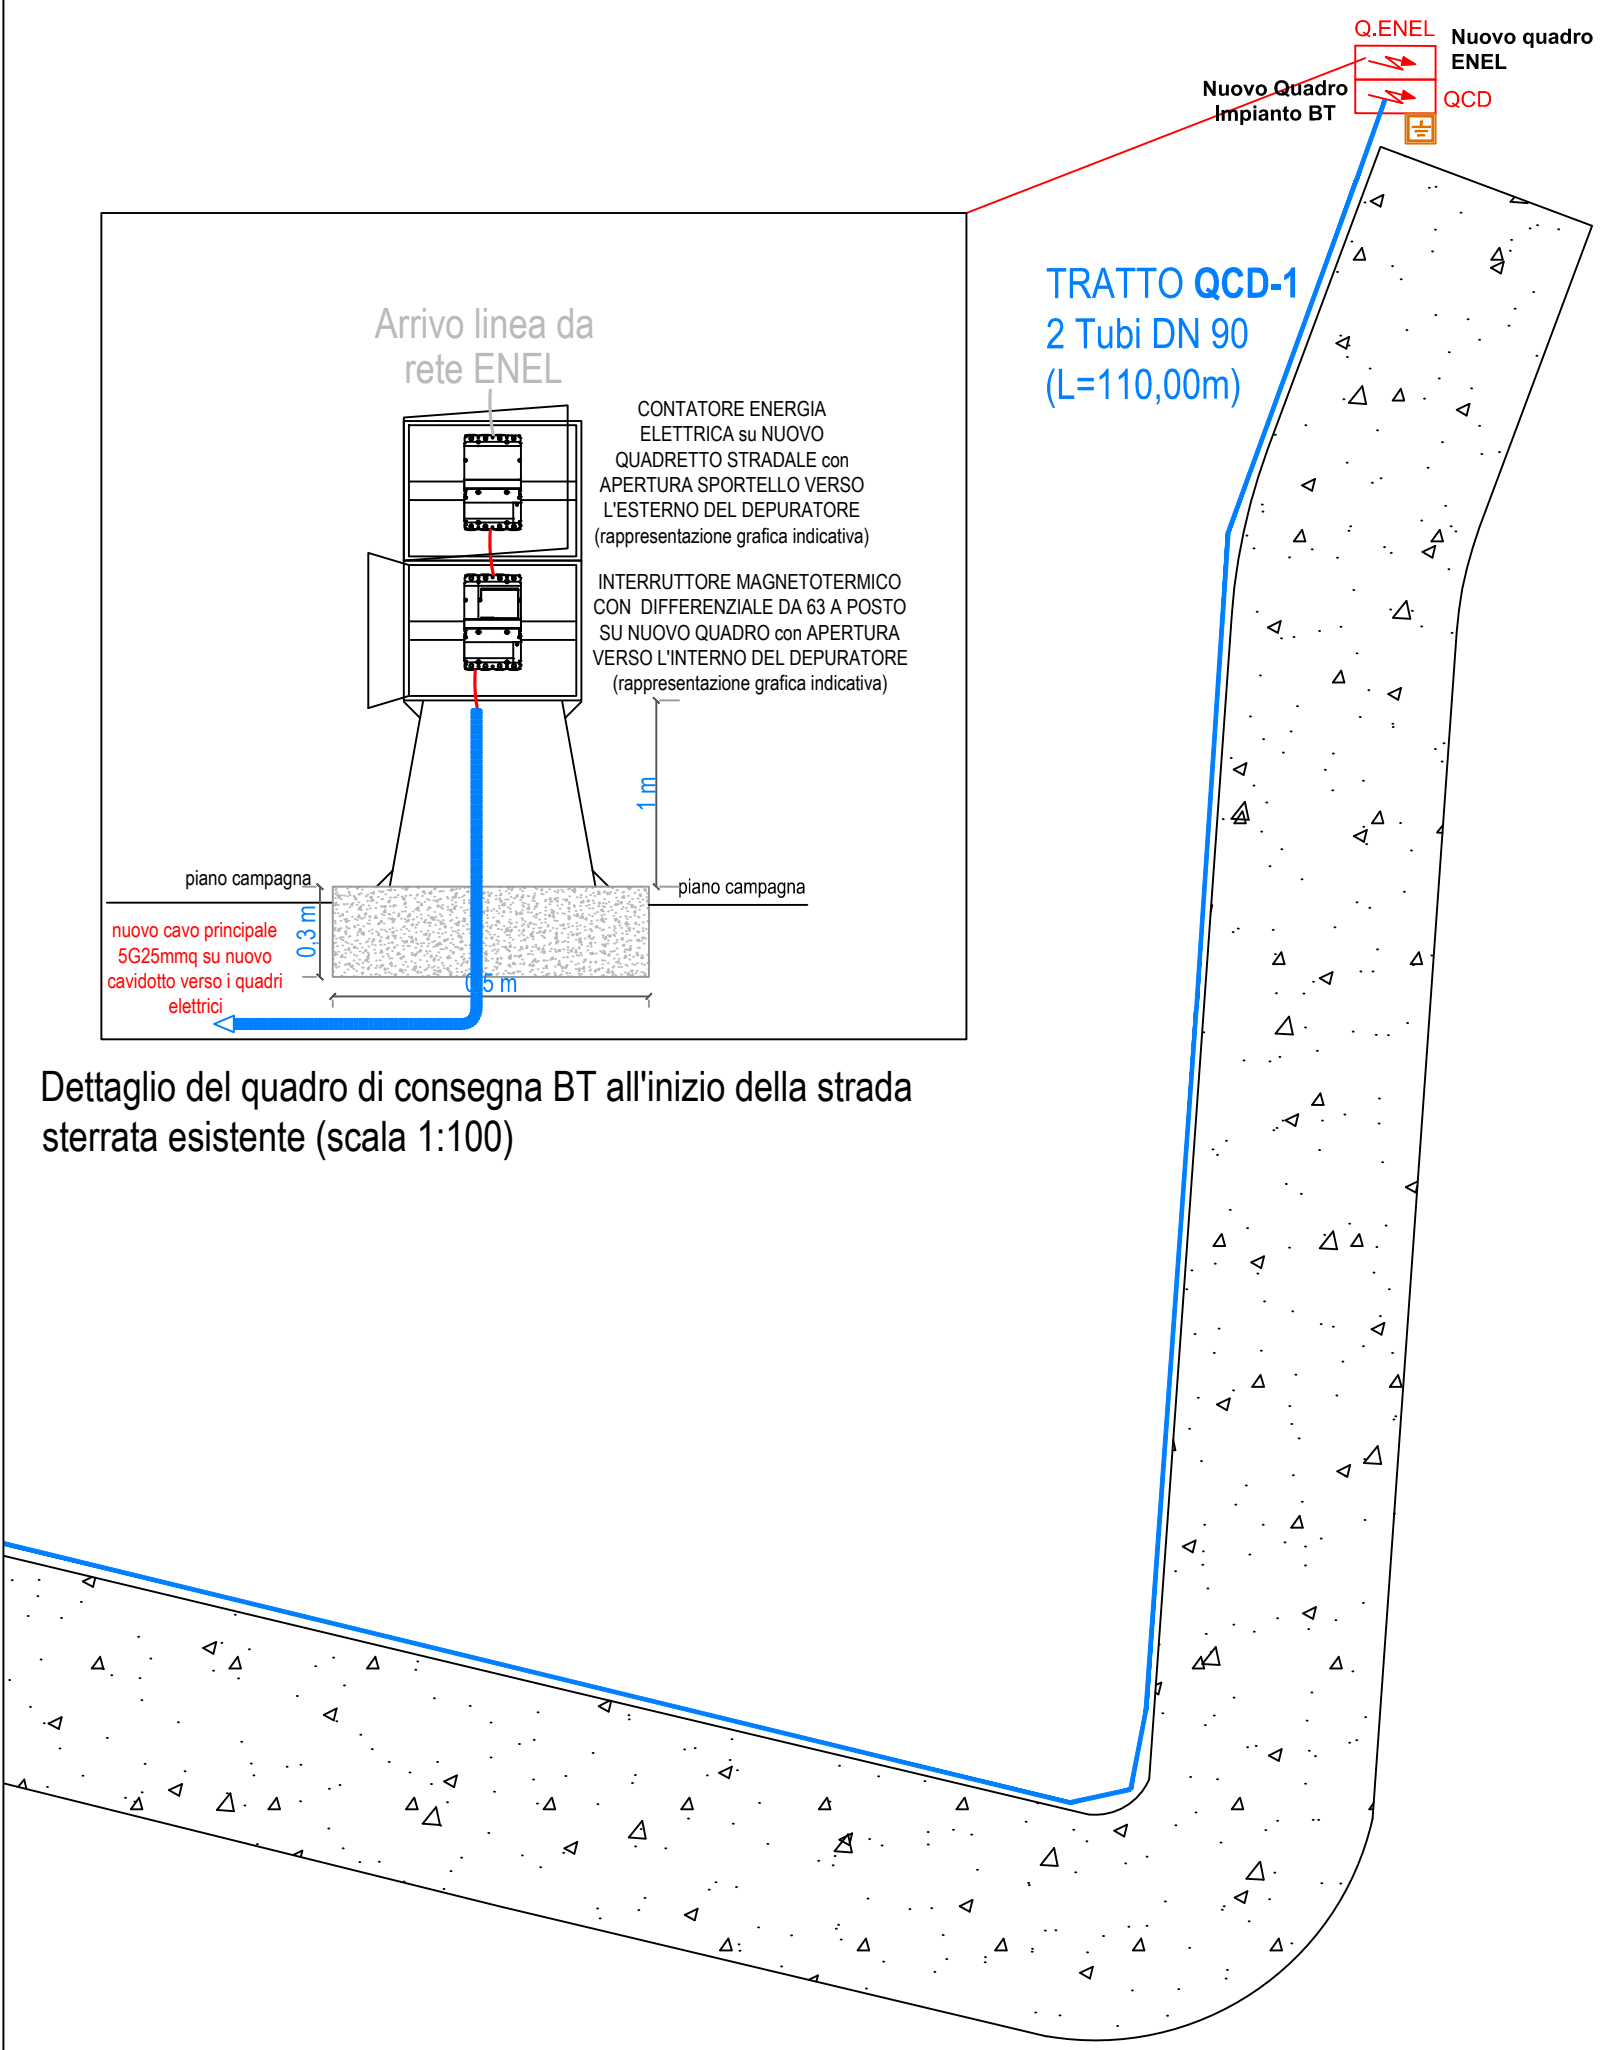 Q.ENEL
Nuovo quadro
ENEL
Nuovo Quadro
Impianto BT
QCD
TRATTO QCD-1
2 Tubi DN 90
(L=110,00m)
Arrivo linea da
rete ENEL
CONTATORE ENERGIA
ELETTRICA su NUOVO
QUADRETTO STRADALE con
APERTURA SPORTELLO VERSO
L'ESTERNO DEL DEPURATORE
(rappresentazione grafica indicativa)
INTERRUTTORE MAGNETOTERMICO
CON DIFFERENZIALE DA 63 A POSTO
SU NUOVO QUADRO con APERTURA
VERSO L'INTERNO DEL DEPURATORE
(rappresentazione grafica indicativa)
1 m
piano campagna
piano campagna
0,3 m
nuovo cavo principale
5G25mmq su nuovo
cavidotto verso i quadri
elettrici
0,5 m
Dettaglio del quadro di consegna BT all'inizio della strada
sterrata esistente (scala 1:100)